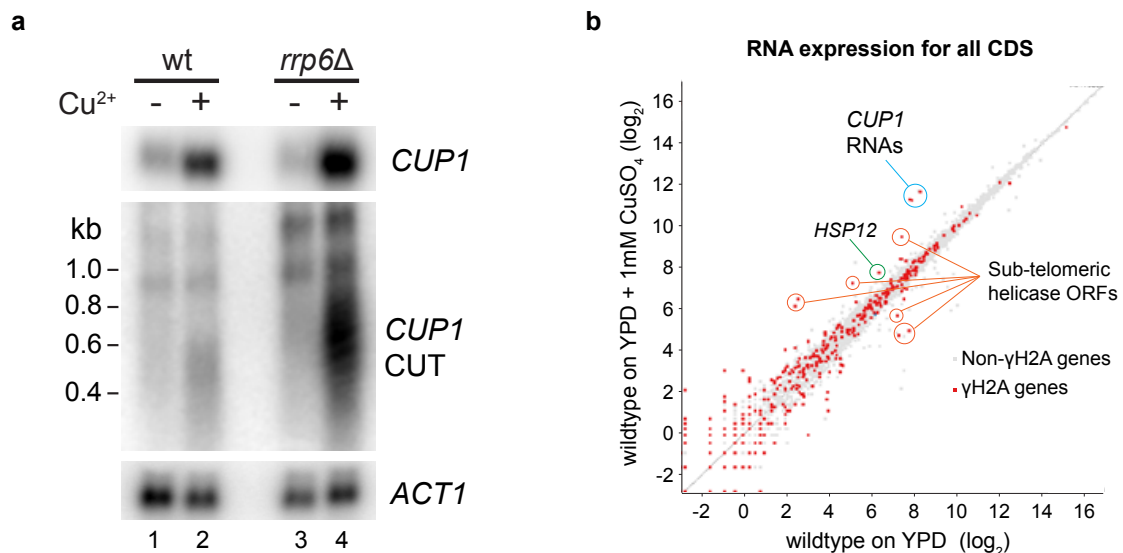 a
wt rrp6Δ
Cu²⁺ - + - +
CUP1
kb
1.0
0.8
0.6
0.4
CUP1
CUT
ACT1
1 2 3 4
b
RNA expression for all CDS
wildtype on YPD + 1mM CuSO₄ (log₂)
16
14
12
10
8
6
4
2
0
-2
CUP1
RNAs
HSP12
Sub-telomeric
helicase ORFs
Non-γH2A genes
γH2A genes
-2 0 2 4 6 8 10 12 14 16
wildtype on YPD (log₂)